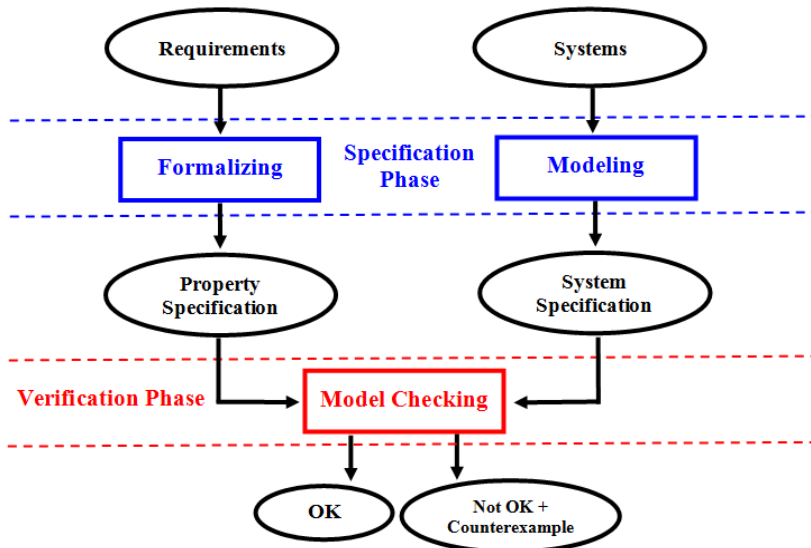 Requirements
Systems
Formalizing
Specification
Phase
Modeling
Property
Specification
System
Specification
Verification Phase
Model Checking
OK
Not OK +
Counterexample